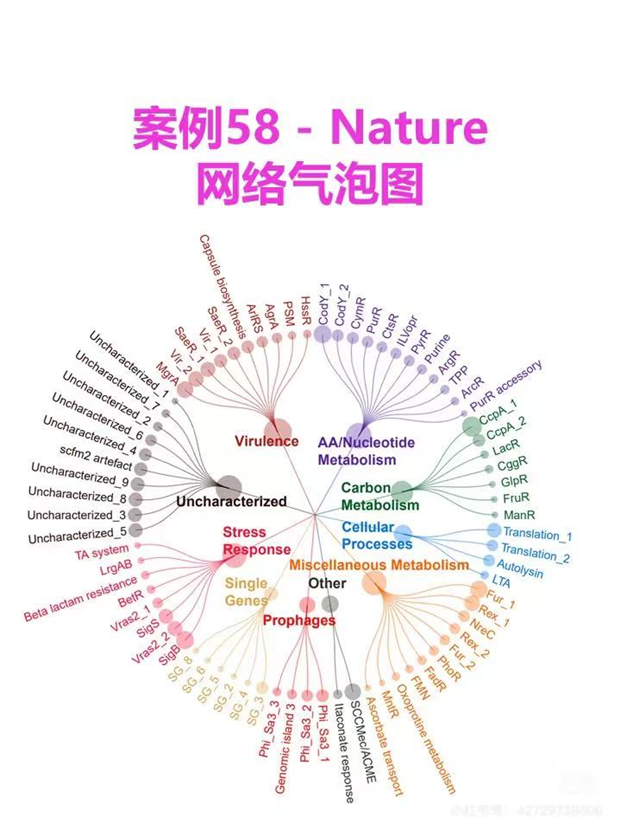 案例58 - Nature
网络气泡图
Capsule biosynthesis
SaeR_2
ArlRS
AgrA
PSM
HssR
Vir_1
SaeR_1
Vir_2
MgrA
CodY_1
CodY_2
CymR
PurR
CtsR
ILVopr
PyrR
Purine
ArgR
TPP
ArcR
PurR accessory
CcpA_1
CcpA_2
LacR
CggR
GlpR
FruR
ManR
Translation_1
Translation_2
Autolysin
LTA
Fur_1
Rex_1
NreC
Rex_2
Fur_2
PhoR
FadR
FMN
Oxoprotine metabolism
MntR
Ascorbate transport
SCCMec/ACME
Itaconate response
Phi_Sa3_1
Phi_Sa3_2
Genomic island 3
Phi_Sa3_3
SG_3
SG_4
SG_2
SG_5
SG_6
SG_8
SigB
Vras2_2
SigS
Vras2_1
BetR
Beta lactam resistance
LrgAB
TA system
Uncharacterized_5
Uncharacterized_3
Uncharacterized_8
Uncharacterized_9
scfm2 artefact
Uncharacterized_4
Uncharacterized_6
Uncharacterized_2
Uncharacterized_7
Uncharacterized_1
Virulence
AA/Nucleotide
Metabolism
Uncharacterized
Carbon
Metabolism
Stress
Response
Cellular
Processes
Miscellaneous Metabolism
Single
Genes
Other
Prophages